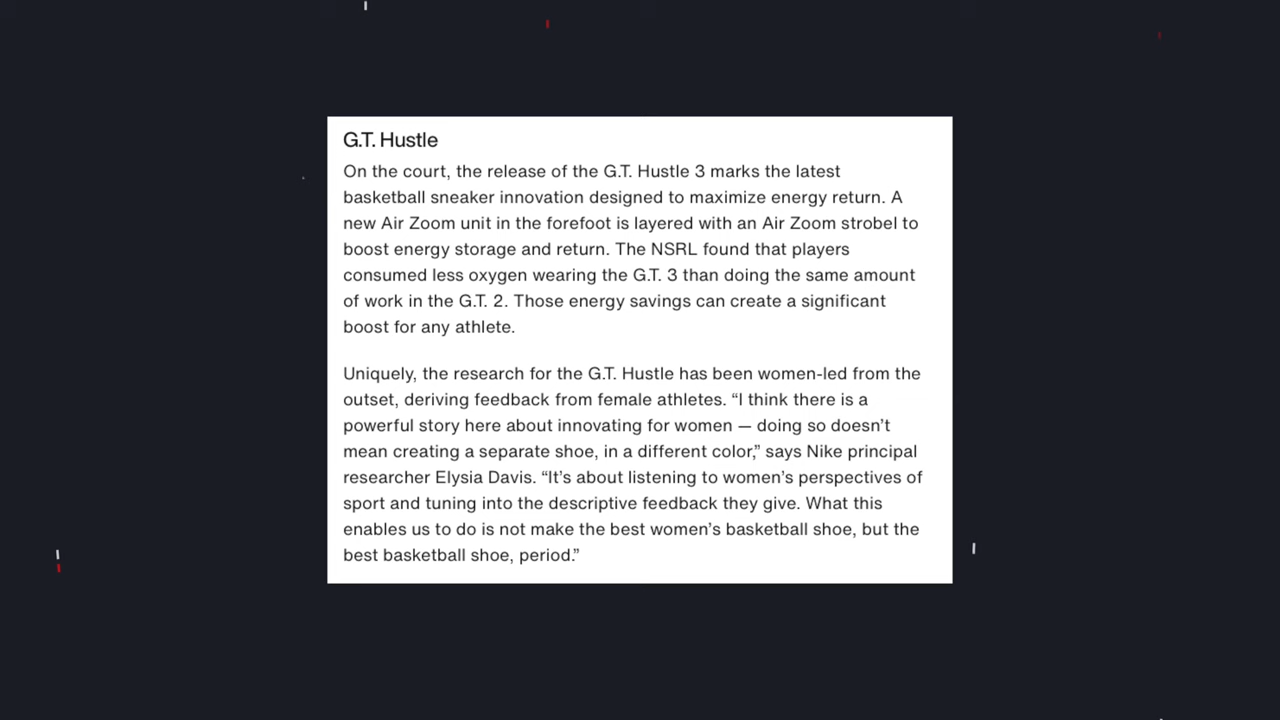 G.T. Hustle
On the court, the release of the G.T. Hustle 3 marks the latest
basketball sneaker innovation designed to maximize energy return. A
new Air Zoom unit in the forefoot is layered with an Air Zoom strobel to
boost energy storage and return. The NSRL found that players
consumed less oxygen wearing the G.T. 3 than doing the same amount
of work in the G.T. 2. Those energy savings can create a significant
boost for any athlete.
Uniquely, the research for the G.T. Hustle has been women-led from the
outset, deriving feedback from female athletes. “I think there is a
powerful story here about innovating for women — doing so doesn’t
mean creating a separate shoe, in a different color,” says Nike principal
researcher Elysia Davis. “It’s about listening to women’s perspectives of
sport and tuning into the descriptive feedback they give. What this
enables us to do is not make the best women’s basketball shoe, but the
best basketball shoe, period.”